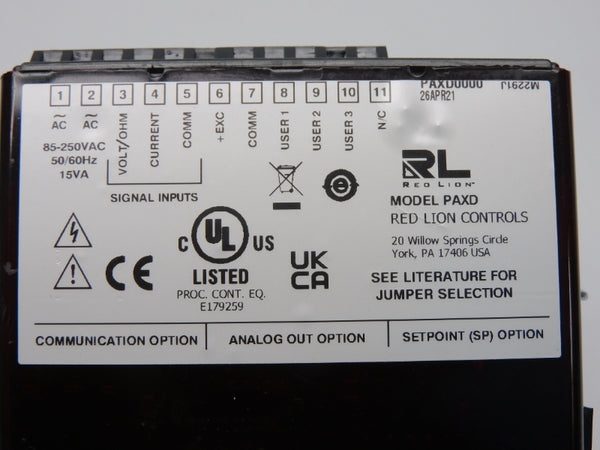 1 2 3 4 5 6 7 8 9 10 11
AC AC VOLT/OHM CURRENT COMM +EXC COMM USER 1 USER 2 USER 3 N/C
PAXD0000
26APR21
M2291J
85-250VAC
50/60Hz
15VA
SIGNAL INPUTS
RL
RED LION
MODEL PAXD
RED LION CONTROLS
20 Willow Springs Circle
York, PA 17406 USA
C UL US
LISTED
PROC. CONT. EQ.
E179259
CE
UK
CA
SEE LITERATURE FOR
JUMPER SELECTION
COMMUNICATION OPTION ANALOG OUT OPTION SETPOINT (SP) OPTION